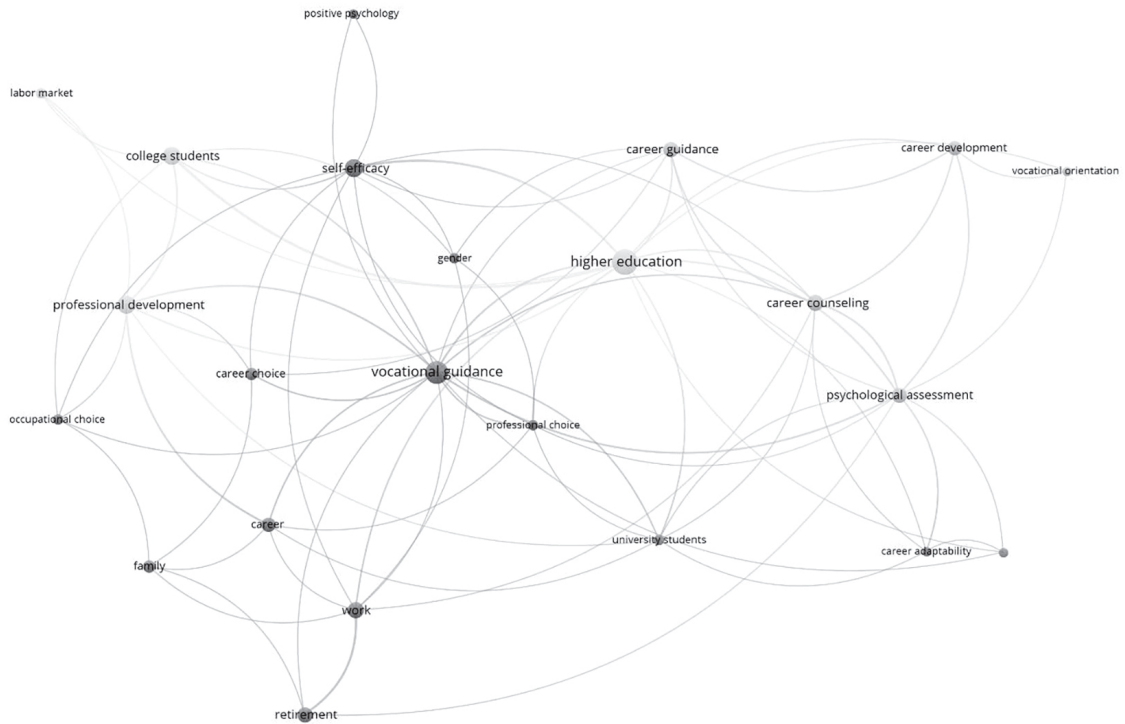 positive psychology
labor market
college students
self-efficacy
career guidance
career development
vocational orientation
gender
higher education
professional development
career counseling
career choice
vocational guidance
psychological assessment
occupational choice
professional choice
career
university students
career adaptability
family
work
retirement